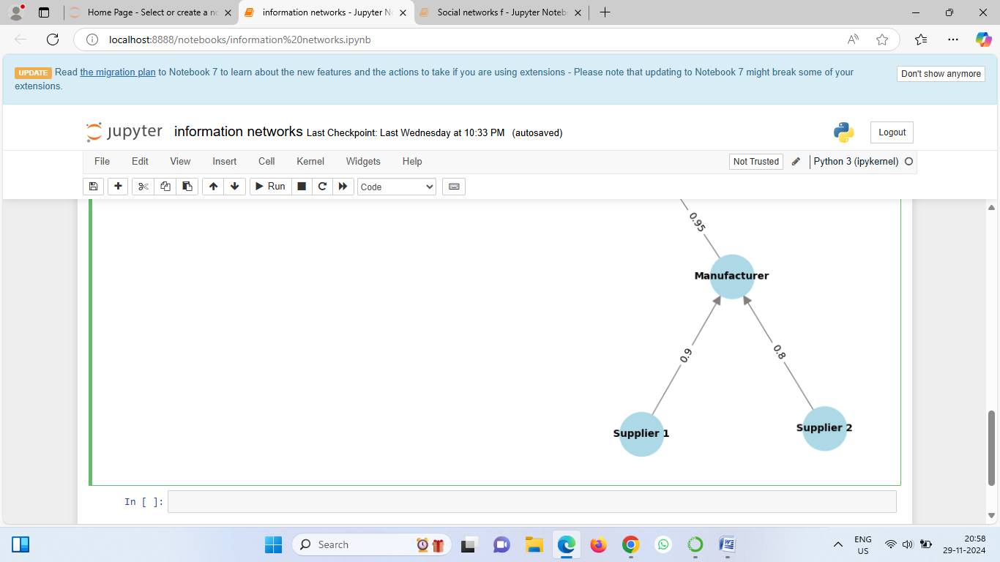 Home Page - Select or create a n
information networks - Jupyter N
Social networks f - Jupyter Noteb
localhost:8888/notebooks/information%20networks.ipynb
UPDATE Read the migration plan to Notebook 7 to learn about the new features and the actions to take if you are using extensions - Please note that updating to Notebook 7 might break some of your
extensions.
Don't show anymore
jupyter information networks Last Checkpoint: Last Wednesday at 10:33 PM (autosaved)
Logout
File Edit View Insert Cell Kernel Widgets Help
Not Trusted
Python 3 (ipykernel)
Run
Code
0.95
Manufacturer
0.9
0.8
Supplier 1
Supplier 2
In [ ]:
Search
ENG
US
20:58
29-11-2024